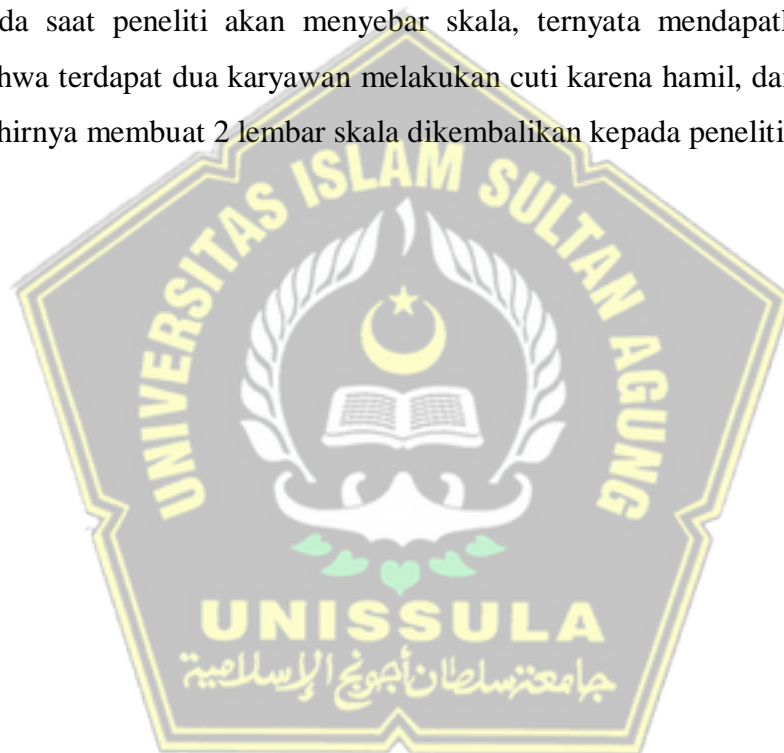 da saat peneliti akan menyebar skala, ternyata mendapat
hwa terdapat dua karyawan melakukan cuti karena hamil, da
hirnya membuat 2 lembar skala dikembalikan kepada peneliti
UNIVERSITAS ISLAM SULTAN AGUNG
UNISSULA
جامعة سلطان أجونج الإسلامية